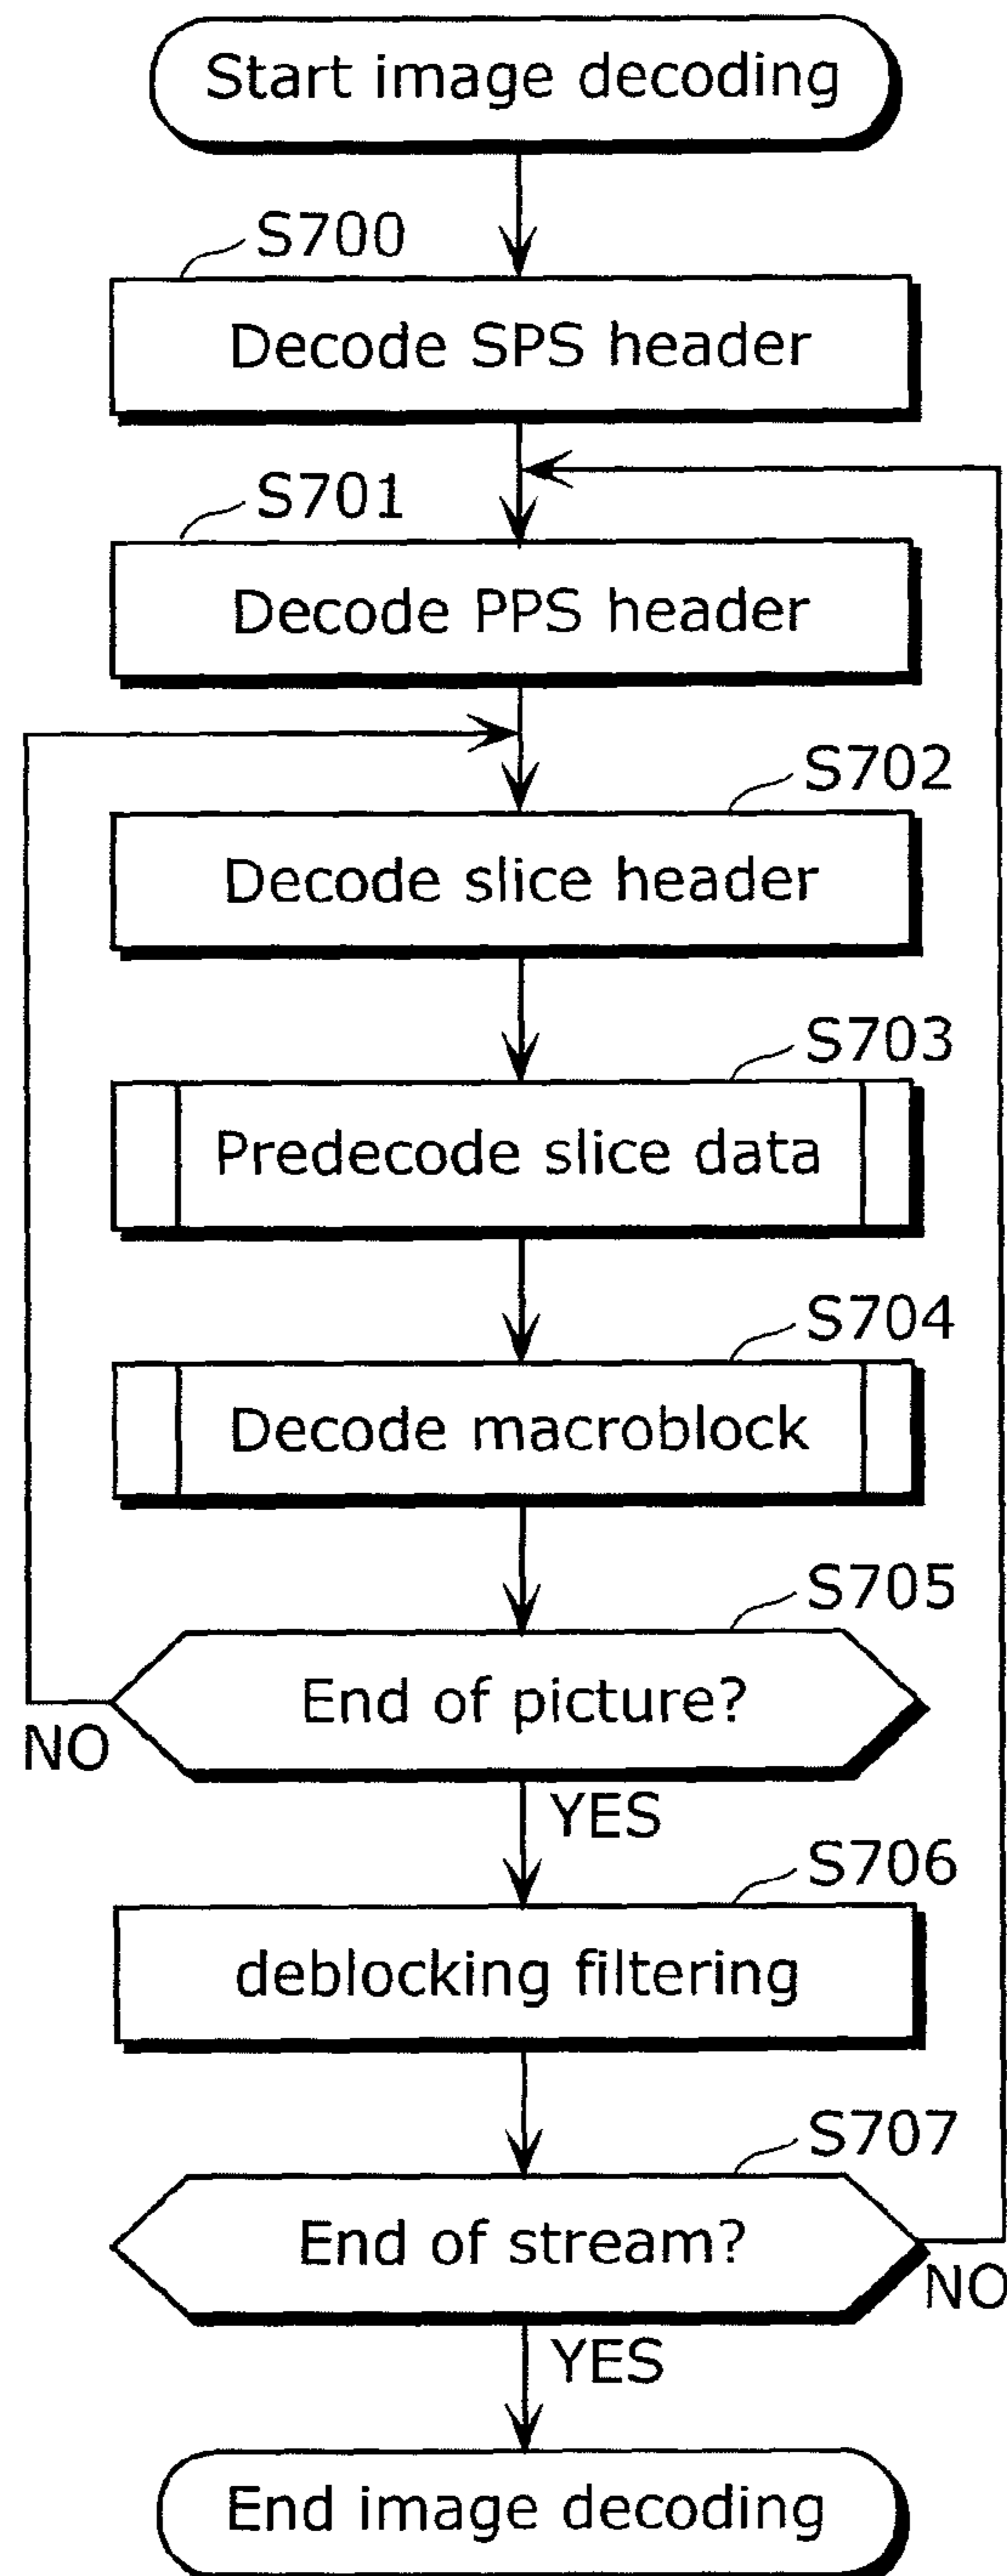 Start image decoding
S700
Decode SPS header
S701
Decode PPS header
S702
Decode slice header
S703
Predecode slice data
S704
Decode macroblock
S705
End of picture?
NO
YES
S706
deblocking filtering
S707
End of stream?
NO
YES
End image decoding